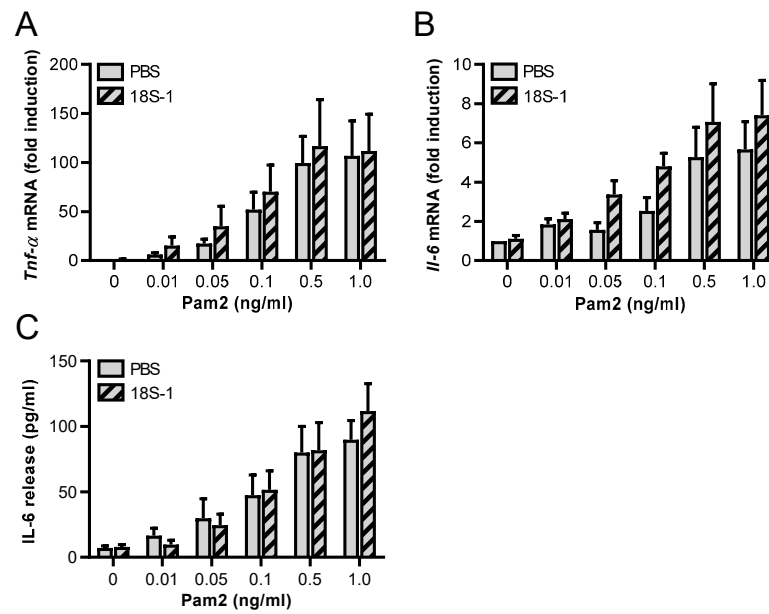 A
Tnf-α mRNA (fold induction)
200
150
100
50
0
PBS
18S-1
0 0.01 0.05 0.1 0.5 1.0
Pam2 (ng/ml)
B
Il-6 mRNA (fold induction)
10
8
6
4
2
0
PBS
18S-1
0 0.01 0.05 0.1 0.5 1.0
Pam2 (ng/ml)
C
IL-6 release (pg/ml)
150
100
50
0
PBS
18S-1
0 0.01 0.05 0.1 0.5 1.0
Pam2 (ng/ml)